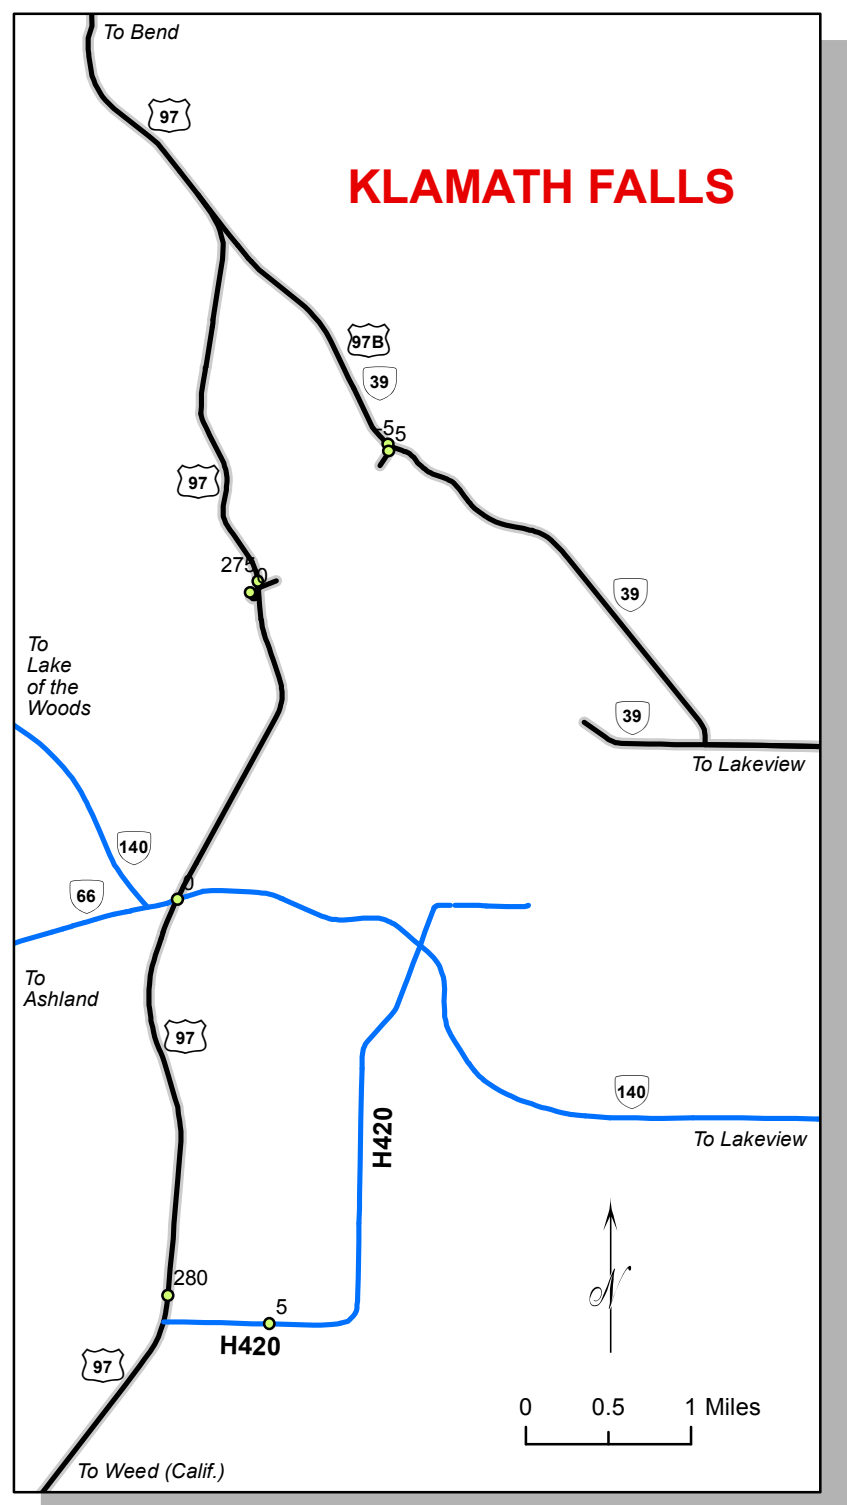 To Bend
97
KLAMATH FALLS
97B
39
-5
5
97
275
0
39
To
Lake
of the
Woods
39
To Lakeview
140
0
66
To
Ashland
97
140
H420
To Lakeview
N
280
5
H420
97
0 0.5 1 Miles
To Weed (Calif.)